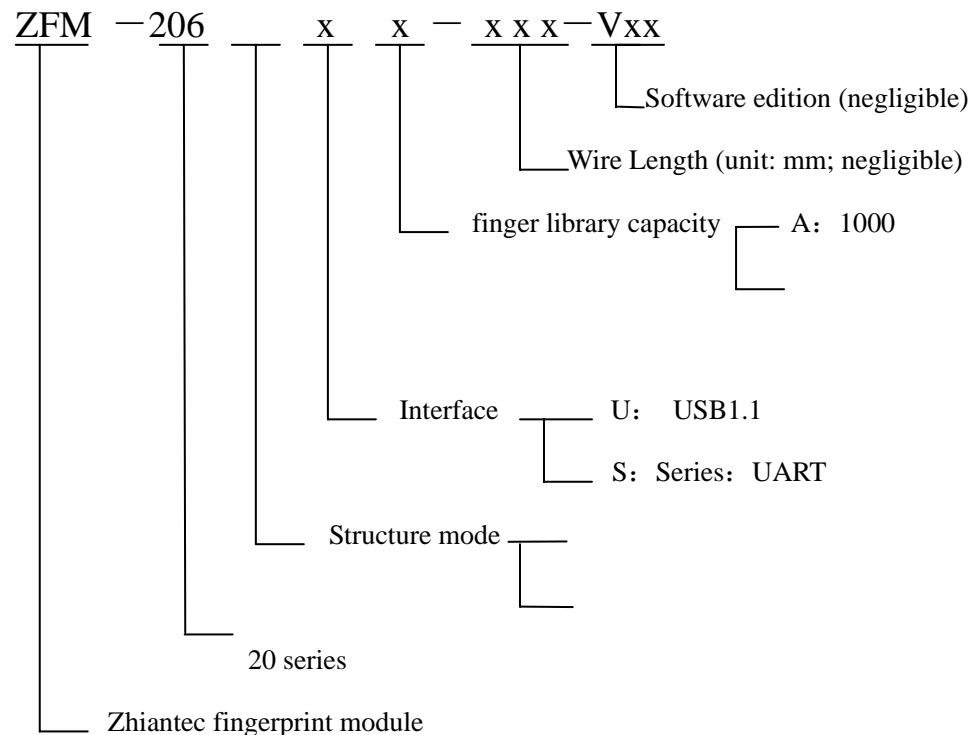 ZFM －206 x x － x x x－Vxx
Software edition (negligible)
Wire Length (unit: mm; negligible)
finger library capacity A：1000
Interface U： USB1.1
S：Series：UART
Structure mode
20 series
Zhiantec fingerprint module